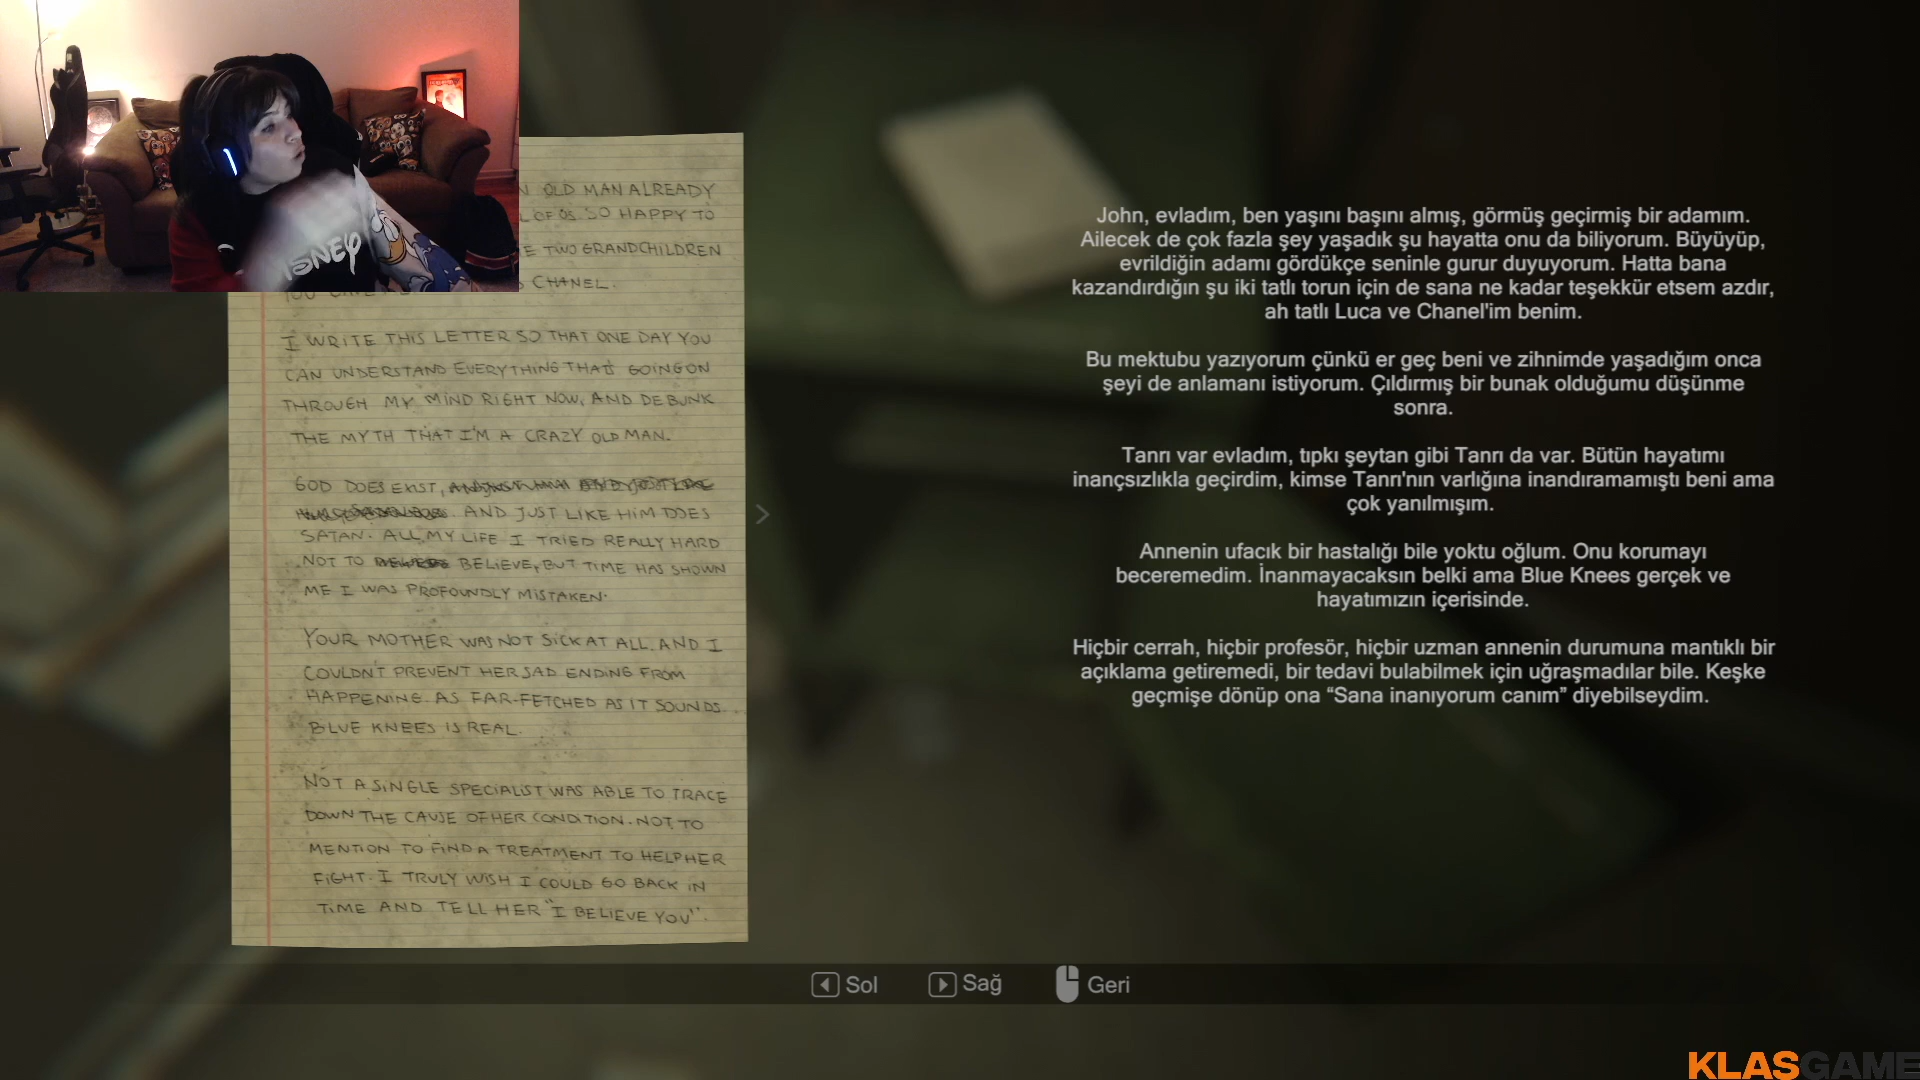 DISNEY
N OLD MAN ALREADY
L OF US SO HAPPY TO
E TWO GRANDCHILDREN
CHANEL.
I WRITE THIS LETTER SO THAT ONE DAY YOU
CAN UNDERSTAND EVERYTHING THAT'S GOING ON
THROUGH MY MIND RIGHT NOW, AND DEBUNK
THE MYTH THAT I'M A CRAZY OLD MAN.
GOD DOES EXIST,
. AND JUST LIKE HIM DOES
SATAN. ALL MY LIFE I TRIED REALLY HARD
NOT TO BELIEVE, BUT TIME HAS SHOWN
ME I WAS PROFOUNDLY MISTAKEN.
YOUR MOTHER WAS NOT SICK AT ALL. AND I
COULDN'T PREVENT HER SAD ENDING FROM
HAPPENING. AS FAR-FETCHED AS IT SOUNDS.
BLUE KNEES IS REAL.
NOT A SINGLE SPECIALIST WAS ABLE TO TRACE
DOWN THE CAUSE OF HER CONDITION. NOT TO
MENTION TO FIND A TREATMENT TO HELP HER
FIGHT. I TRULY WISH I COULD GO BACK IN
TIME AND TELL HER "I BELIEVE YOU".
John, evladım, ben yaşını başını almış, görmüş geçirmiş bir adamım.
Ailecek de çok fazla şey yaşadık şu hayatta onu da biliyorum. Büyüyüp,
evrildiğin adamı gördükçe seninle gurur duyuyorum. Hatta bana
kazandırdığın şu iki tatlı torun için de sana ne kadar teşekkür etsem azdır,
ah tatlı Luca ve Chanel'im benim.
Bu mektubu yazıyorum çünkü er geç beni ve zihnimde yaşadığım onca
şeyi de anlamanı istiyorum. Çıldırmış bir bunak olduğumu düşünme
sonra.
Tanrı var evladım, tıpkı şeytan gibi Tanrı da var. Bütün hayatımı
inançsızlıkla geçirdim, kimse Tanrı'nın varlığına inandıramamıştı beni ama
çok yanılmışım.
Annenin ufacık bir hastalığı bile yoktu oğlum. Onu korumayı
beceremedim. İnanmayacaksın belki ama Blue Knees gerçek ve
hayatımızın içerisinde.
Hiçbir cerrah, hiçbir profesör, hiçbir uzman annenin durumuna mantıklı bir
açıklama getiremedi, bir tedavi bulabilmek için uğraşmadılar bile. Keşke
geçmişe dönüp ona “Sana inanıyorum canım” diyebilseydim.
Sol Sağ Geri
KLASGAME